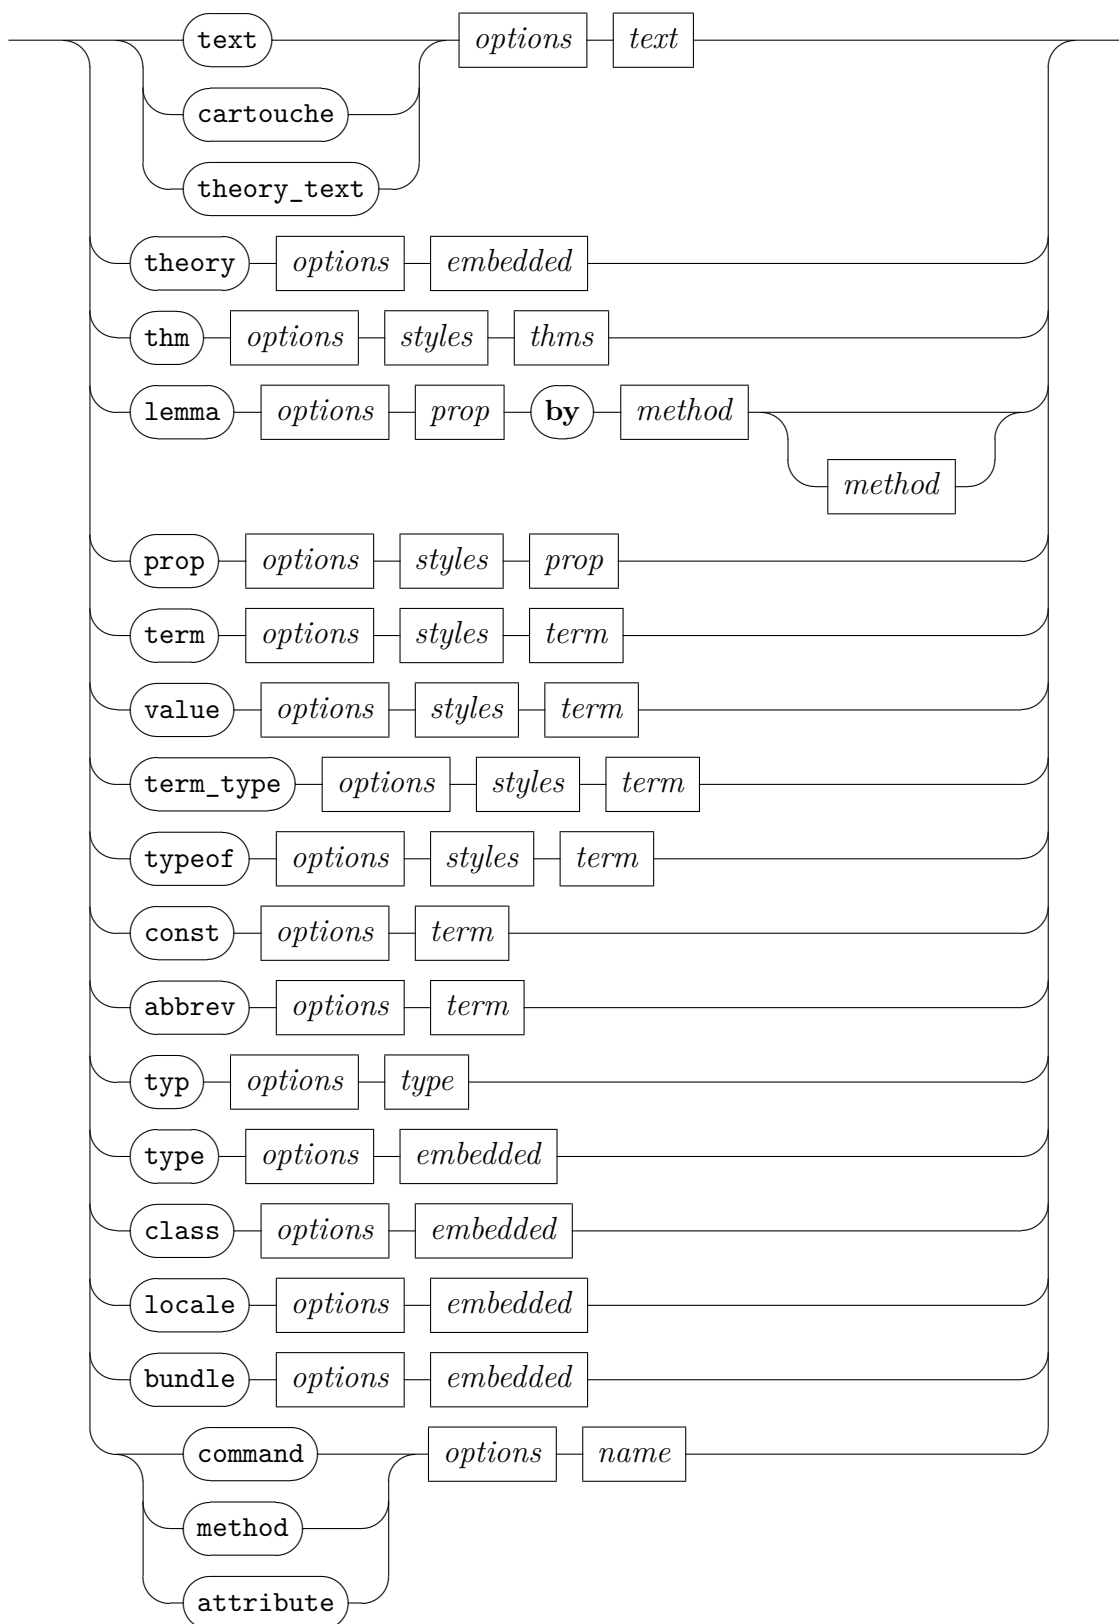 text options text
cartouche
theory_text
theory options embedded
thm options styles thms
lemma options prop by method
method
prop options styles prop
term options styles term
value options styles term
term_type options styles term
typeof options styles term
const options term
abbrev options term
typ options type
type options embedded
class options embedded
locale options embedded
bundle options embedded
command options name
method
attribute